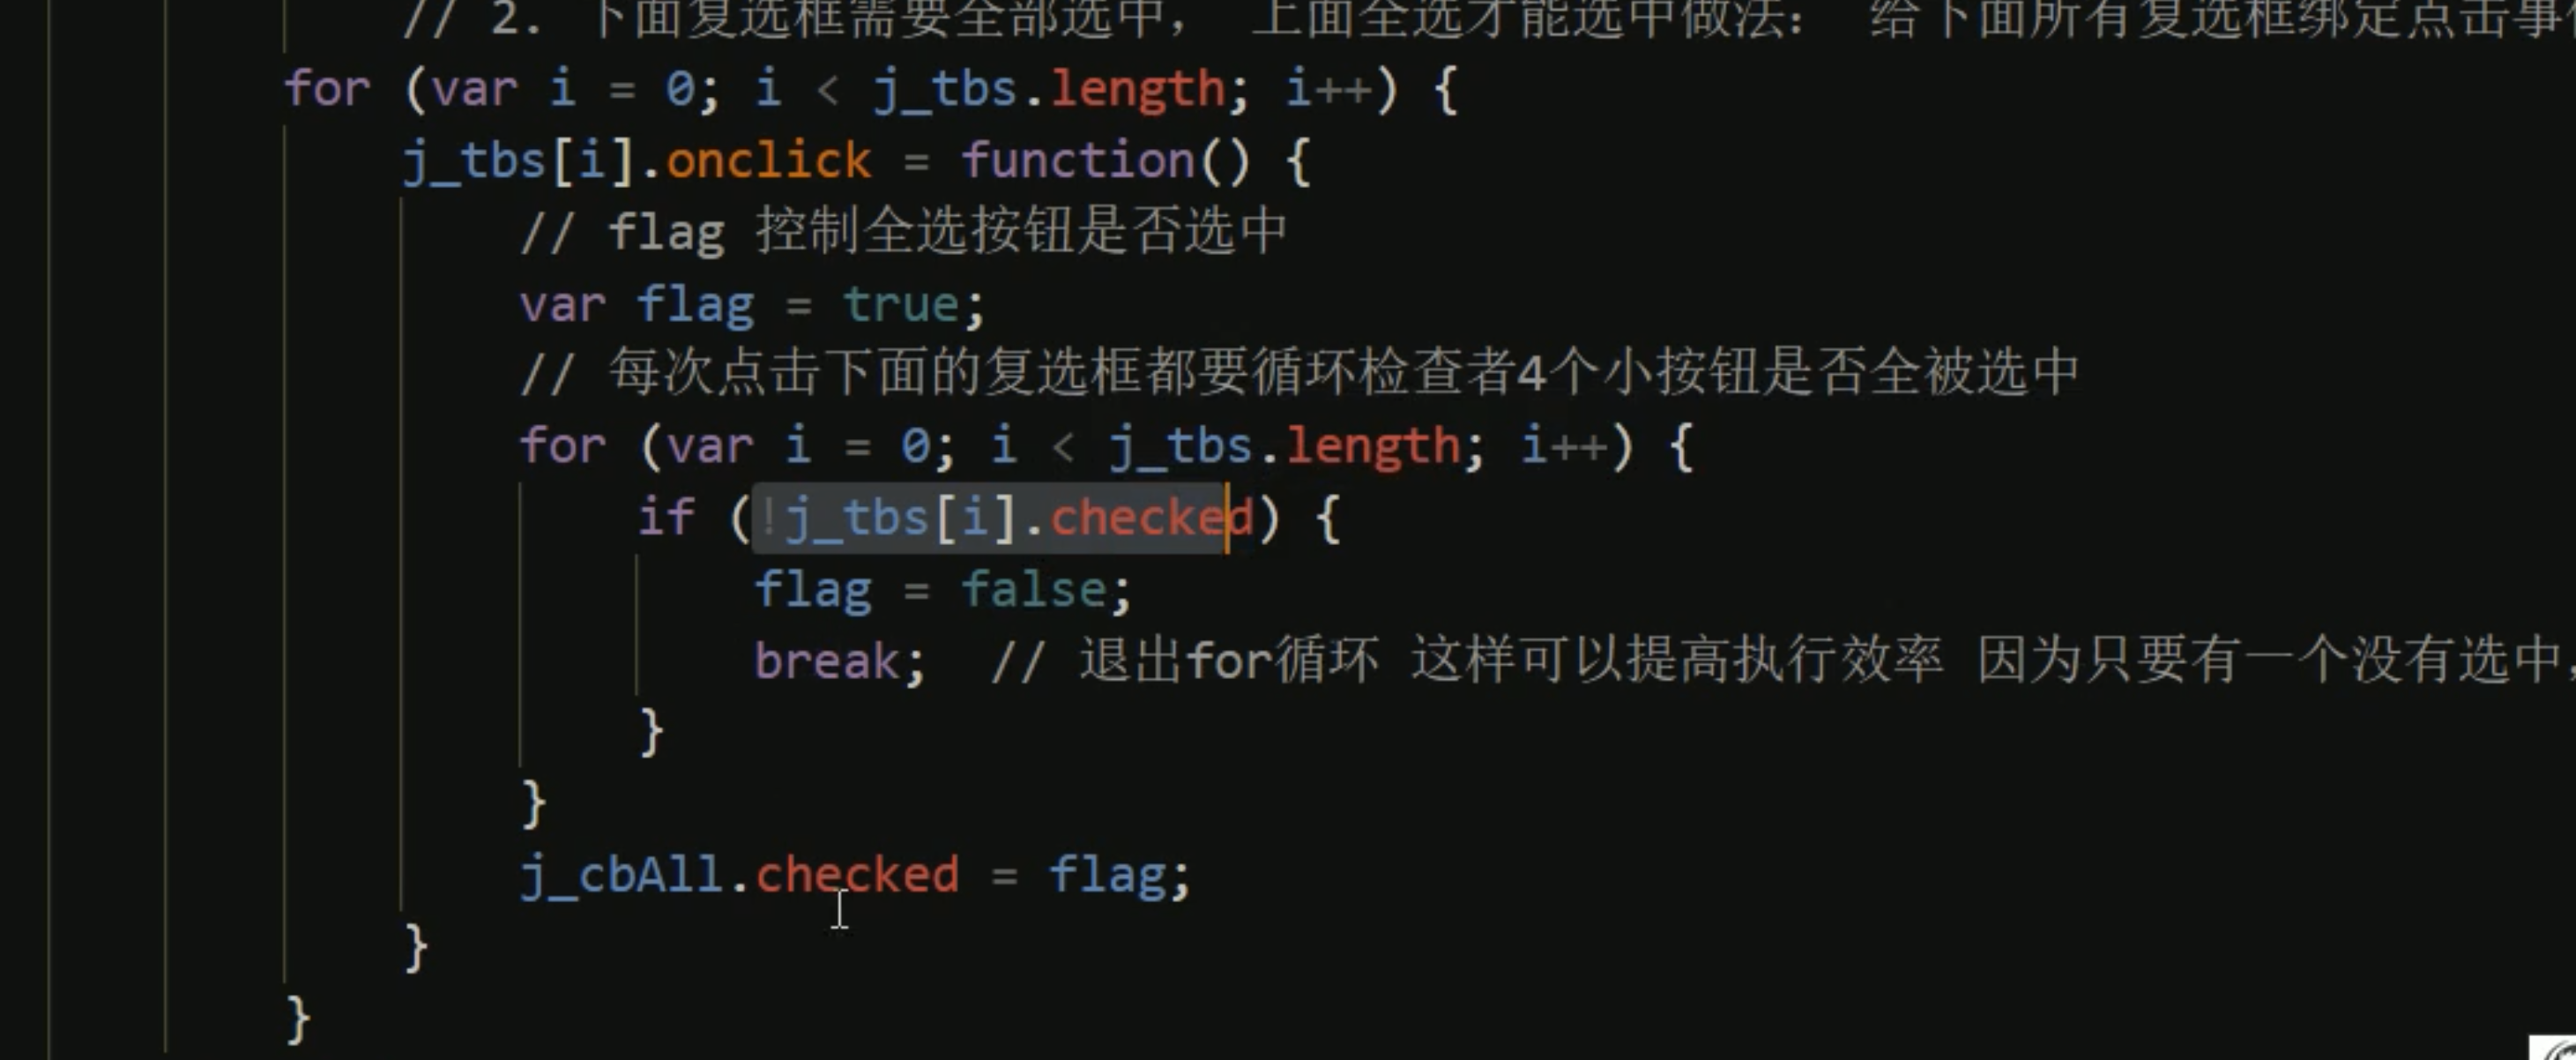 // 2. 下面复选框需要全部选中， 上面全选才能选中做法： 给下面所有复选框绑定点击事
for (var i = 0; i < j_tbs.length; i++) {
j_tbs[i].onclick = function() {
// flag 控制全选按钮是否选中
var flag = true;
// 每次点击下面的复选框都要循环检查者4个小按钮是否全被选中
for (var i = 0; i < j_tbs.length; i++) {
if (!j_tbs[i].checked) {
flag = false;
break; // 退出for循环 这样可以提高执行效率 因为只要有一个没有选中，
}
}
j_cbAll.checked = flag;
}
}